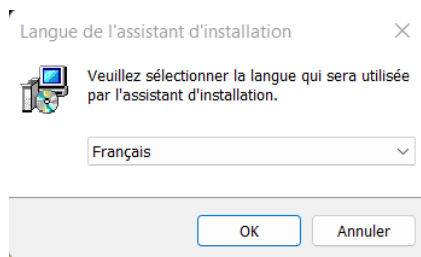 Langue de l'assistant d'installation
Veuillez sélectionner la langue qui sera utilisée
par l'assistant d'installation.
Français
OK
Annuler